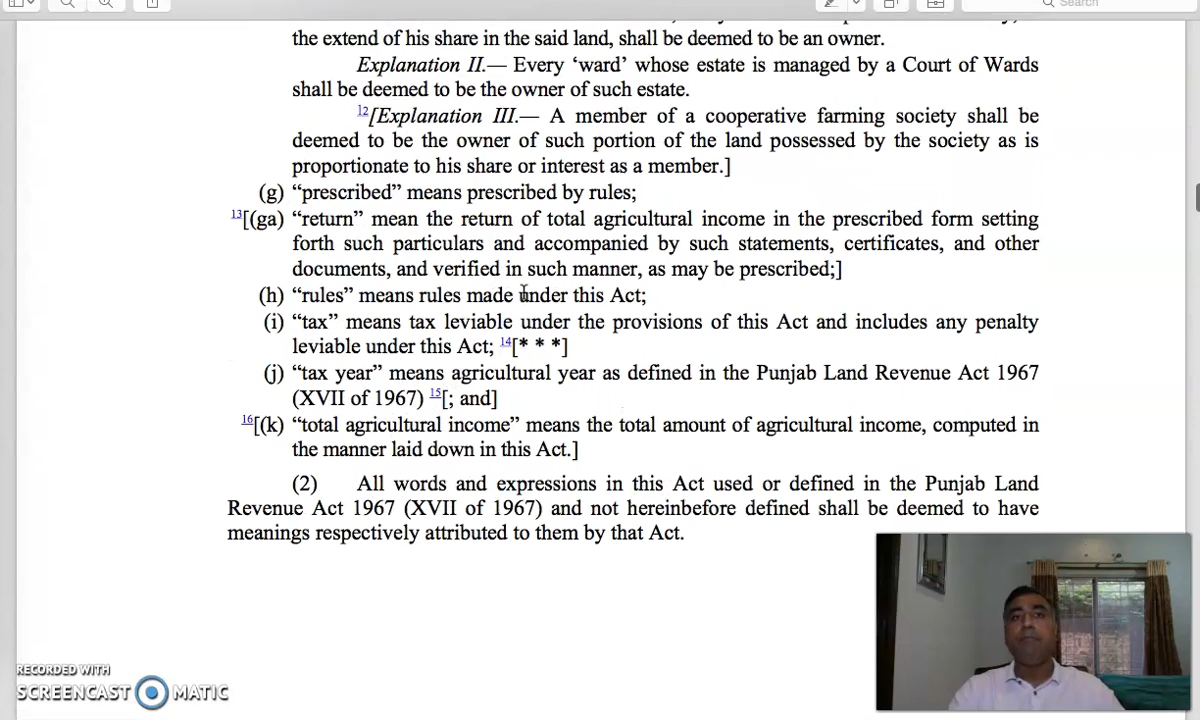 Search
the extend of his share in the said land, shall be deemed to be an owner.
Explanation II.— Every ‘ward’ whose estate is managed by a Court of Wards
shall be deemed to be the owner of such estate.
12[Explanation III.— A member of a cooperative farming society shall be
deemed to be the owner of such portion of the land possessed by the society as is
proportionate to his share or interest as a member.]
(g) “prescribed” means prescribed by rules;
13[(ga) “return” mean the return of total agricultural income in the prescribed form setting
forth such particulars and accompanied by such statements, certificates, and other
documents, and verified in such manner, as may be prescribed;]
(h) “rules” means rules made under this Act;
(i) “tax” means tax leviable under the provisions of this Act and includes any penalty
leviable under this Act; 14[* * *]
(j) “tax year” means agricultural year as defined in the Punjab Land Revenue Act 1967
(XVII of 1967) 15[; and]
16[(k) “total agricultural income” means the total amount of agricultural income, computed in
the manner laid down in this Act.]
(2) All words and expressions in this Act used or defined in the Punjab Land
Revenue Act 1967 (XVII of 1967) and not hereinbefore defined shall be deemed to have
meanings respectively attributed to them by that Act.
RECORDED WITH
SCREENCAST MATIC